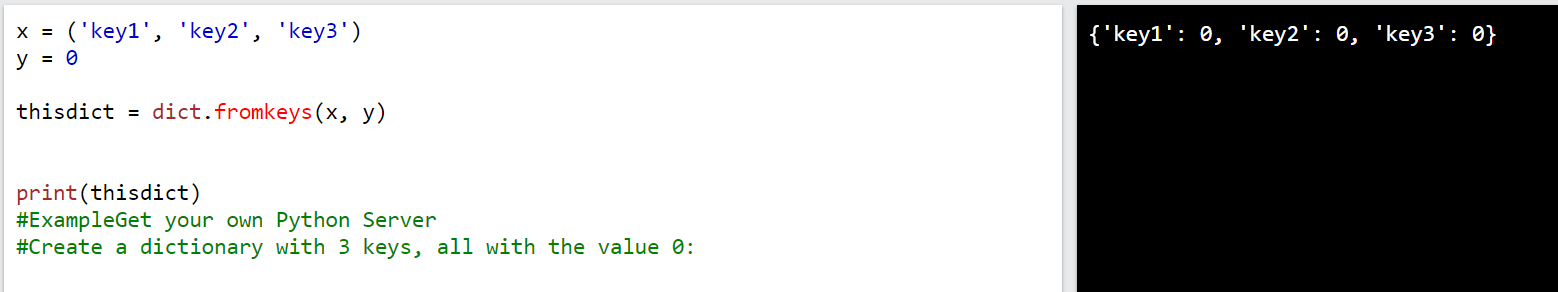 x = ('key1', 'key2', 'key3')
y = 0
thisdict = dict.fromkeys(x, y)
print(thisdict)
#ExampleGet your own Python Server
#Create a dictionary with 3 keys, all with the value 0:
{'key1': 0, 'key2': 0, 'key3': 0}